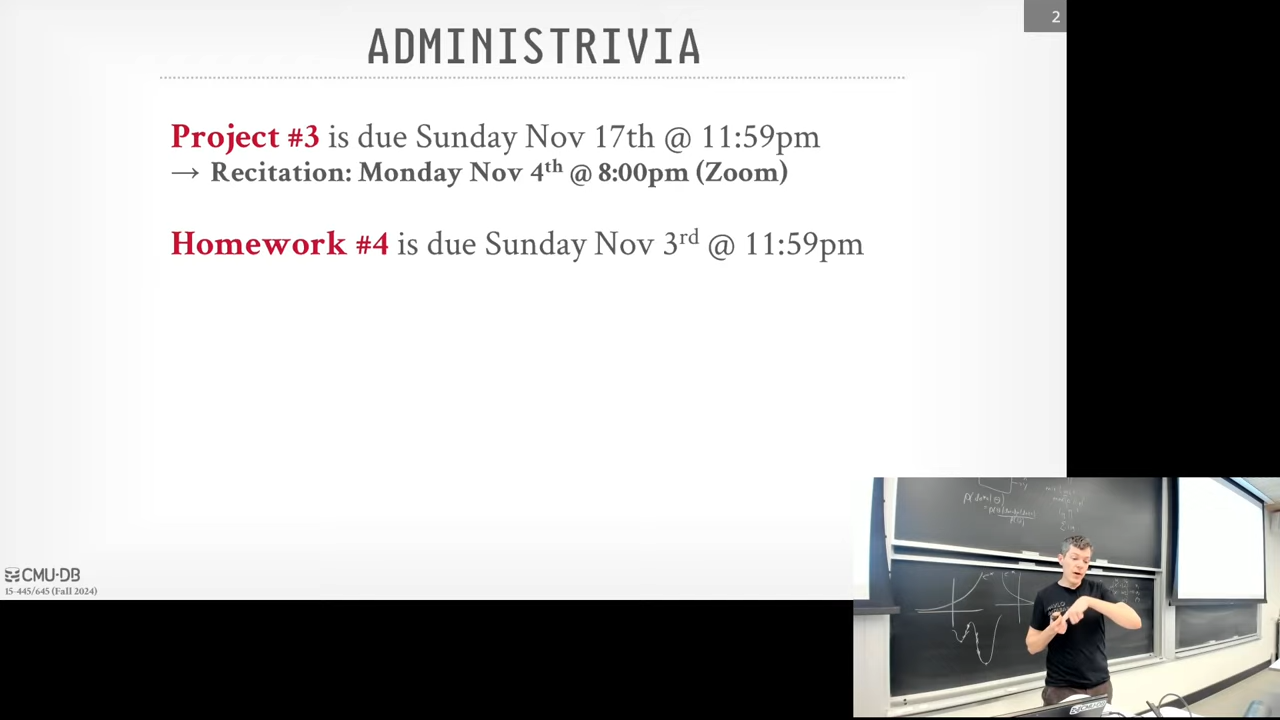 2
ADMINISTRIVIA
Project #3 is due Sunday Nov 17th @ 11:59pm
→ Recitation: Monday Nov 4th @ 8:00pm (Zoom)
Homework #4 is due Sunday Nov 3rd @ 11:59pm
CMU·DB
15-445/645 (Fall 2024)